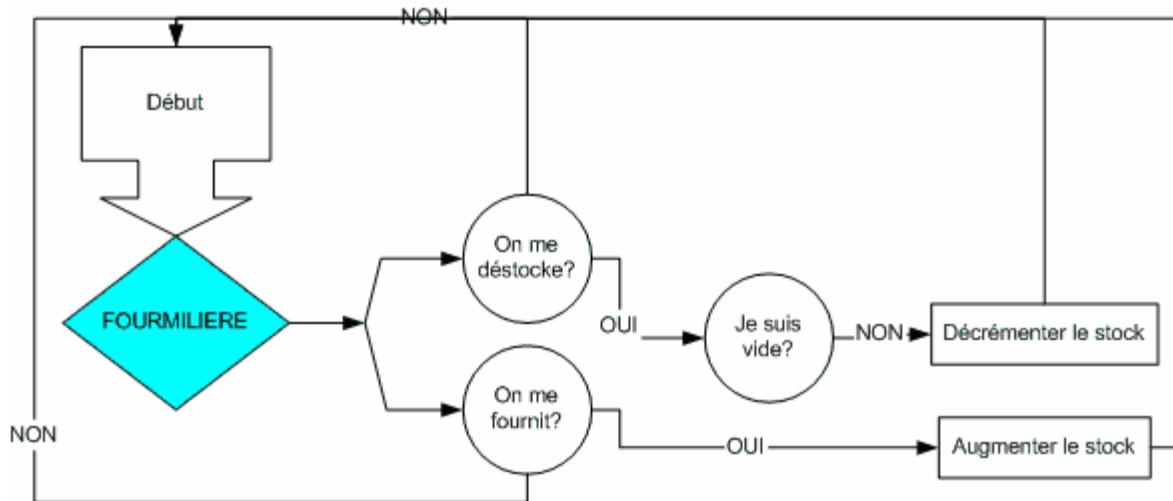 NON
Début
On me
déstocke?
FOURMILIERE
OUI
Je suis
vide?
NON
Décrémenter le stock
On me
fournit?
NON
OUI
Augmenter le stock